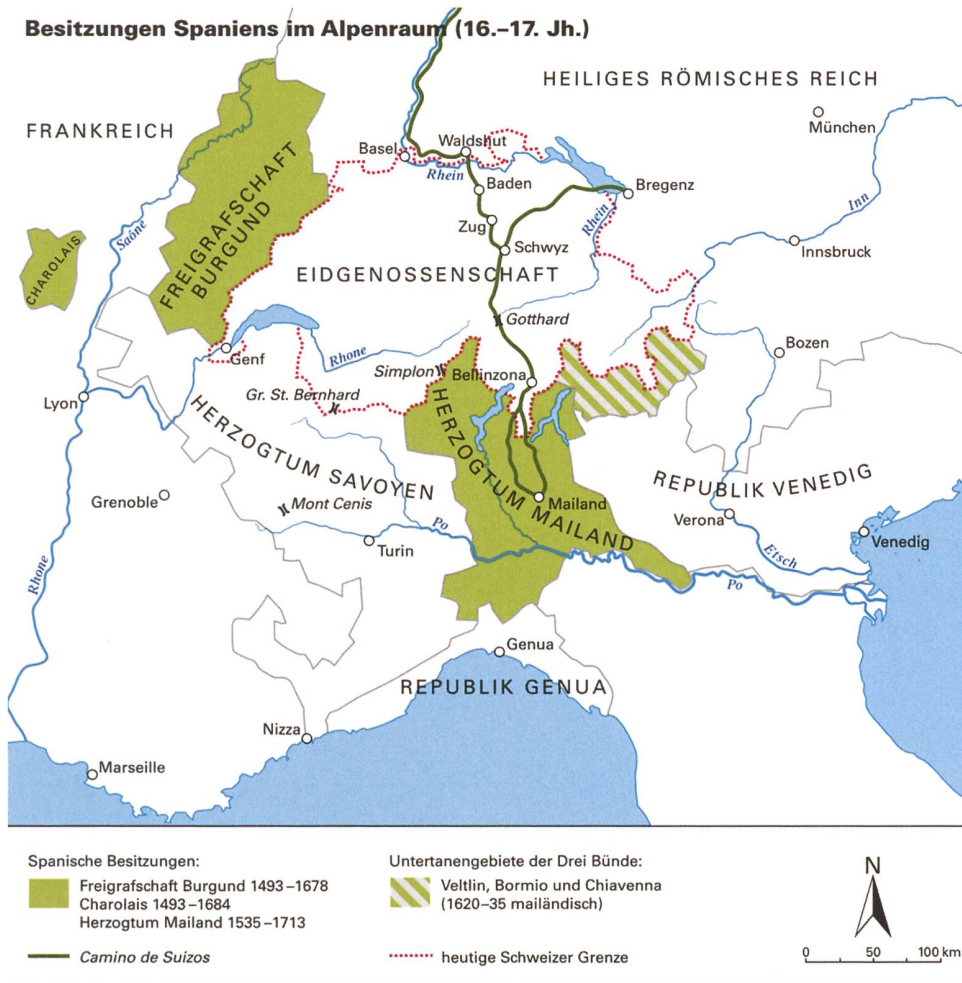 Besitzungen Spaniens im Alpenraum (16.–17. Jh.)
HEILIGES RÖMISCHES REICH
München
FRANKREICH
Basel
Waldshut
Rhein
Baden
Bregenz
Inn
FREIGRAFSCHAFT
BURGUND
Saône
Zug
Rhein
Schwyz
Innsbruck
CHAROLAIS
EIDGENOSSENSCHAFT
Gotthard
Genf
Rhone
Bozen
Simplon
Bellinzona
Gr. St. Bernhard
Lyon
HERZOGTUM SAVOYEN
HERZOGTUM MAILAND
REPUBLIK VENEDIG
Grenoble
Mont Cenis
Mailand
Verona
Po
Turin
Venedig
Etsch
Rhone
Po
Genua
REPUBLIK GENUA
Nizza
Marseille
Spanische Besitzungen:
Freigrafschaft Burgund 1493–1678
Charolais 1493–1684
Herzogtum Mailand 1535–1713
Camino de Suizos
Untertanengebiete der Drei Bünde:
Veltlin, Bormio und Chiavenna
(1620–35 mailändisch)
heutige Schweizer Grenze
N
0 50 100 km